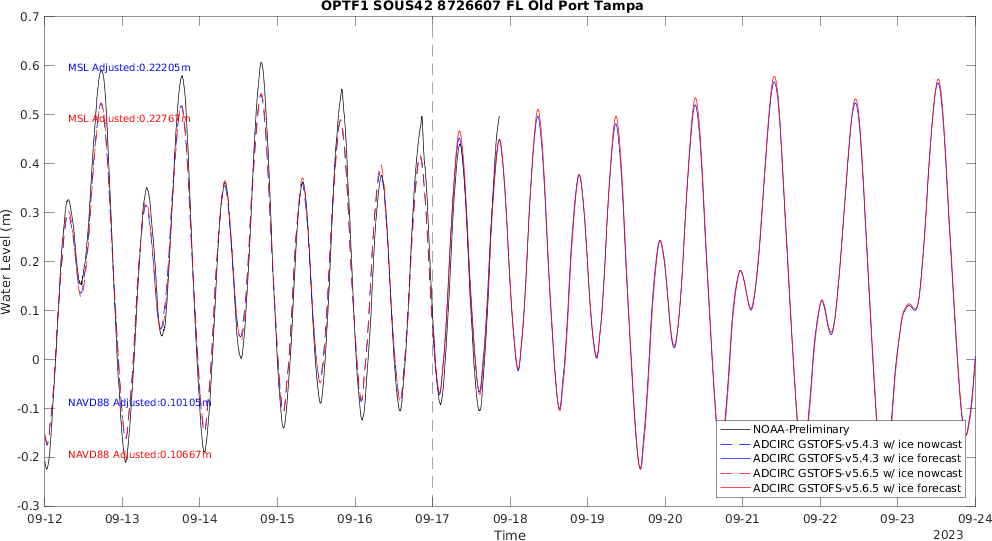 OPTF1 SOUS42 8726607 FL Old Port Tampa
0.7
0.6
0.5
0.4
0.3
0.2
0.1
0
-0.1
-0.2
-0.3
Water Level (m)
MSL Adjusted:0.22205m
MSL Adjusted:0.22767m
NAVD88 Adjusted:0.10105m
NAVD88 Adjusted:0.10667m
NOAA-Preliminary
ADCIRC GSTOFS-v5.4.3 w/ ice nowcast
ADCIRC GSTOFS-v5.4.3 w/ ice forecast
ADCIRC GSTOFS-v5.6.5 w/ ice nowcast
ADCIRC GSTOFS-v5.6.5 w/ ice forecast
09-12 09-13 09-14 09-15 09-16 09-17 09-18 09-19 09-20 09-21 09-22 09-23 09-24
Time
2023